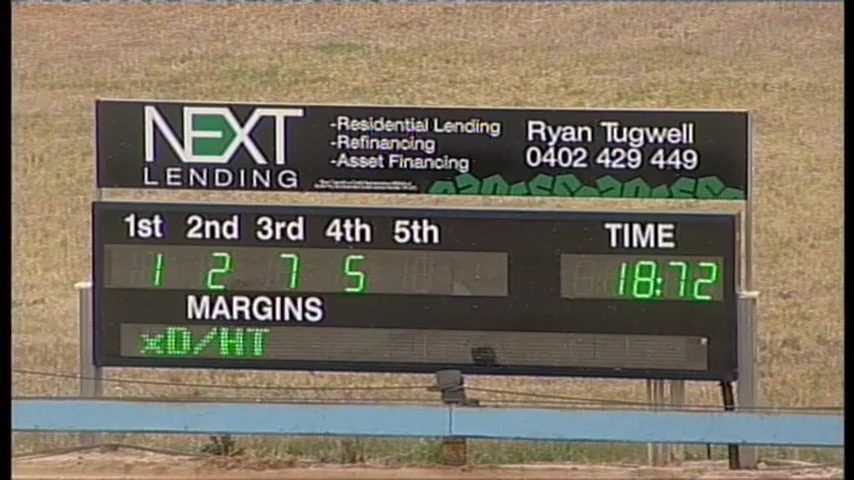 NEXT
LENDING
-Residential Lending
-Refinancing
-Asset Financing
Ryan Tugwell
0402 429 449
1st 2nd 3rd 4th 5th
1 2 7 5
TIME
18:72
MARGINS
xD/HT